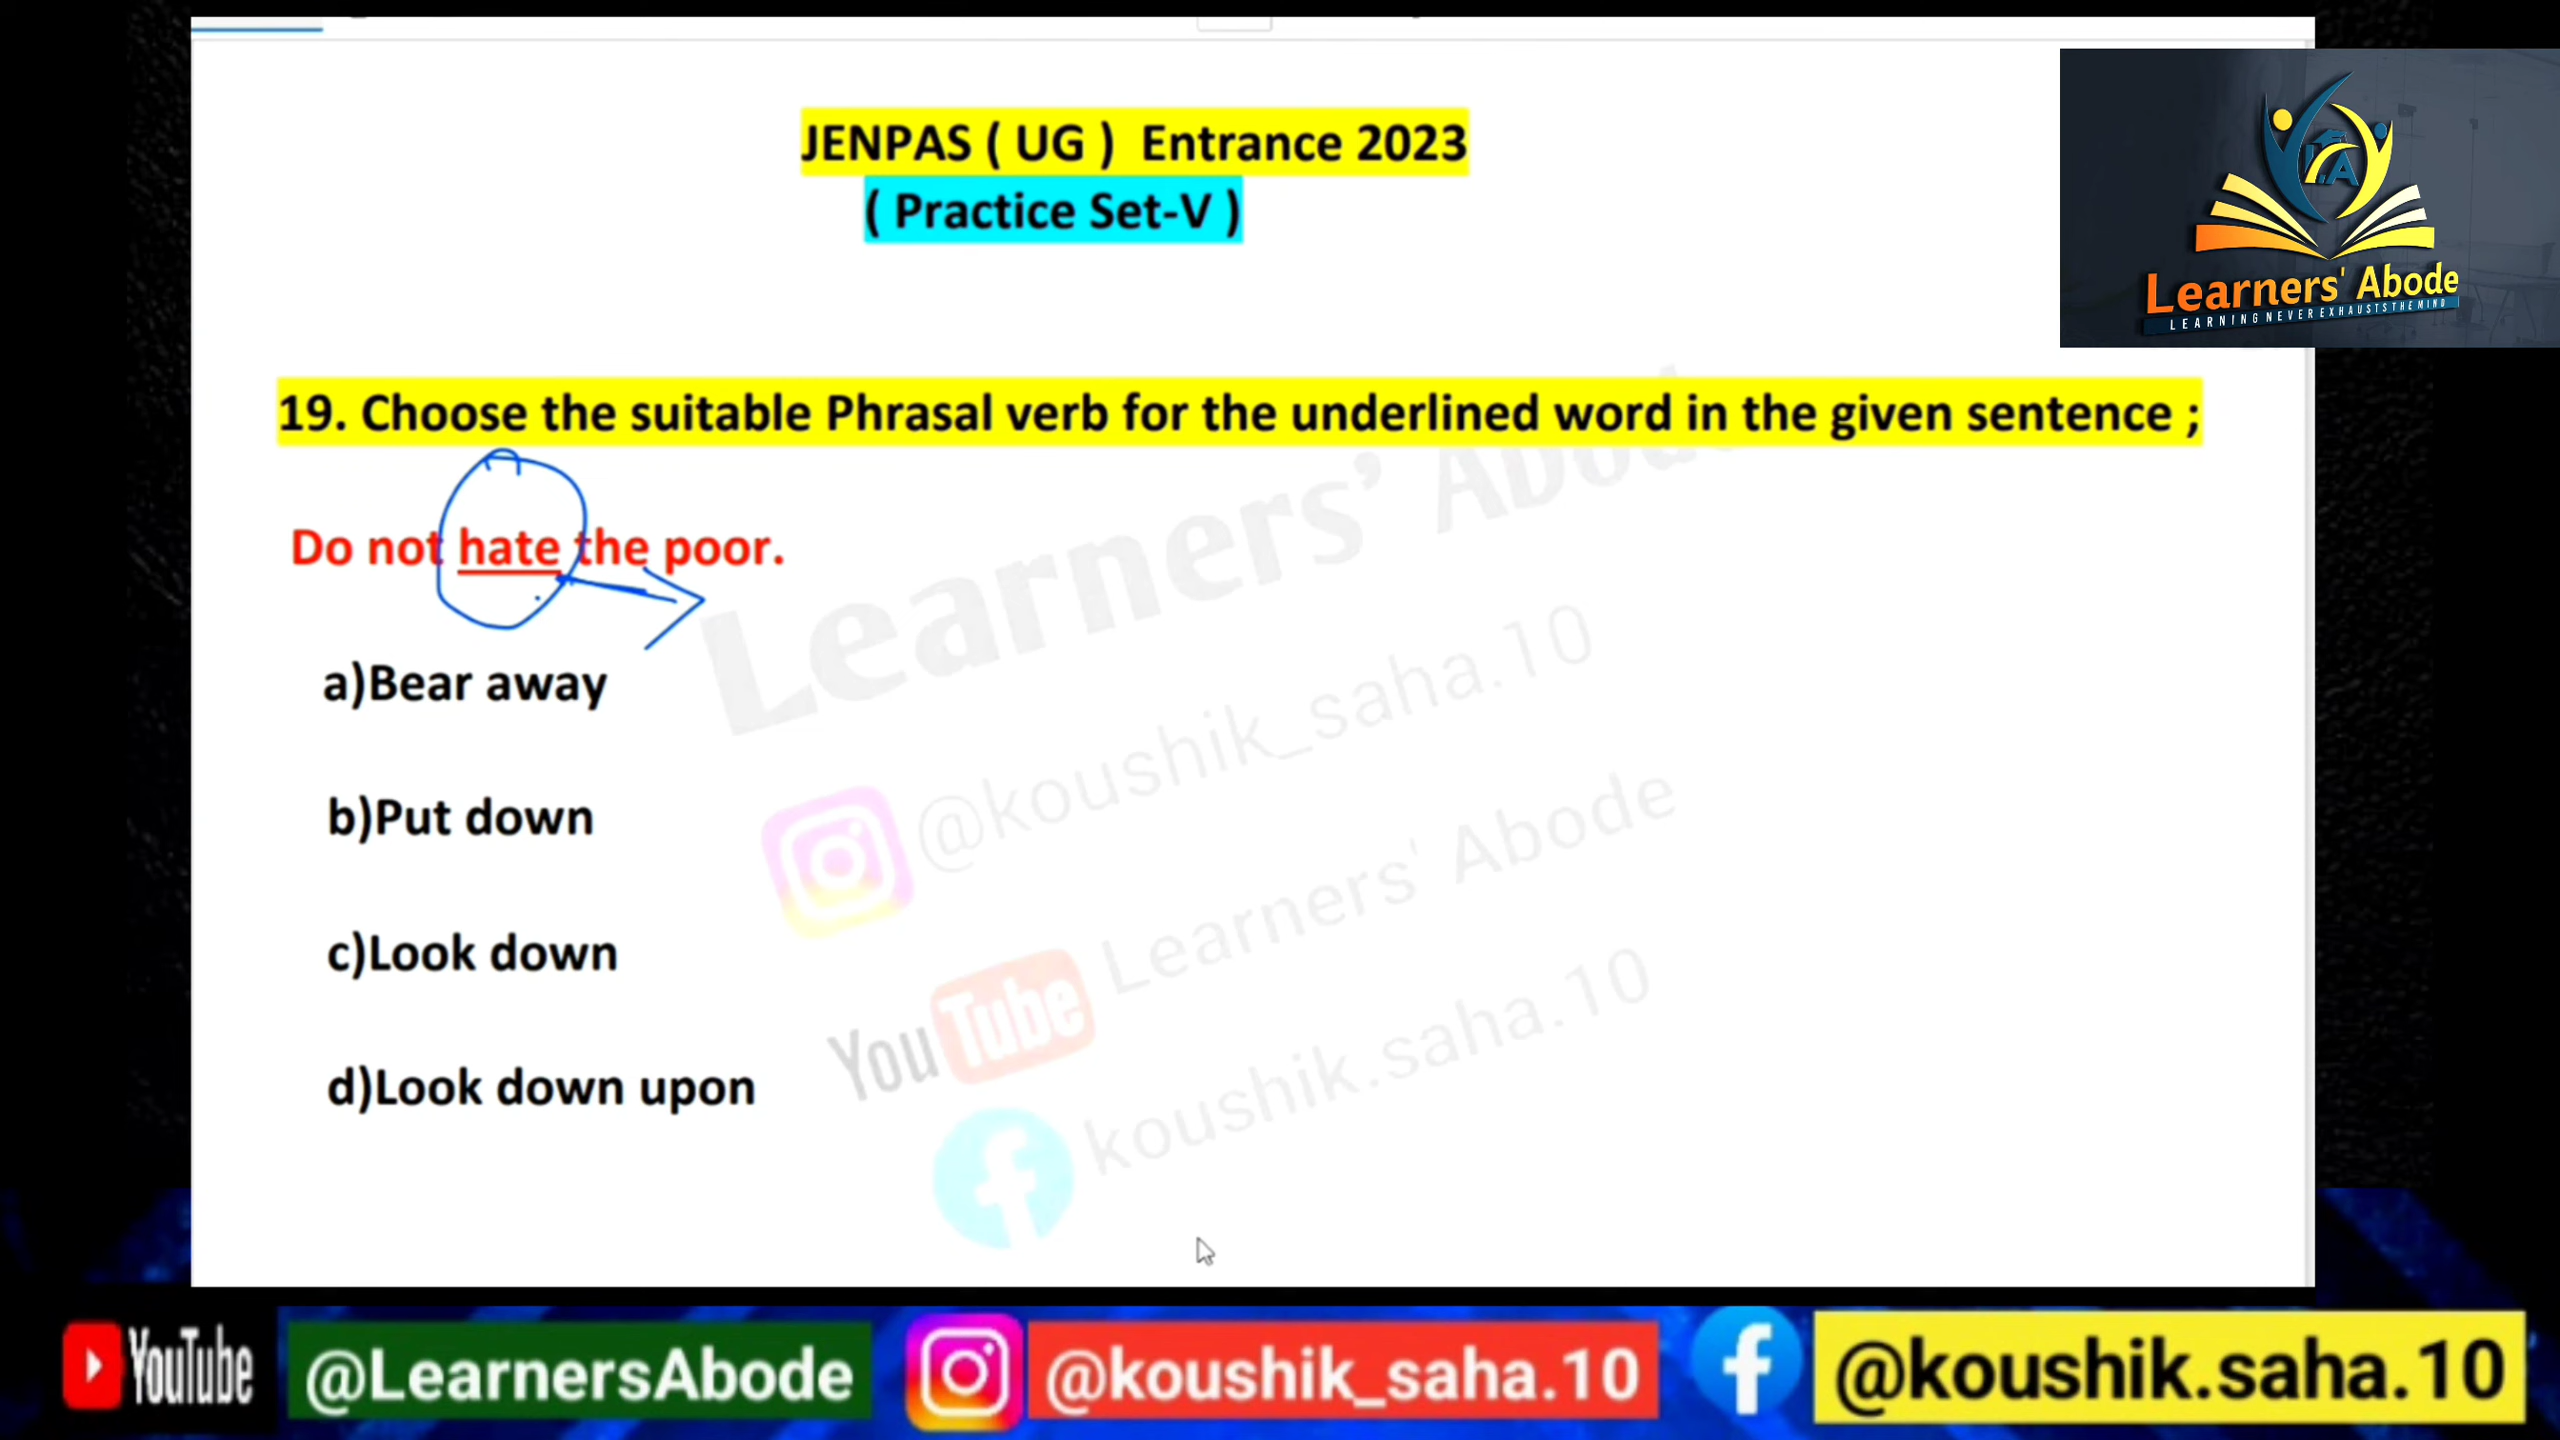 JENPAS ( UG ) Entrance 2023
( Practice Set-V )
Learners' Abode
LEARNING NEVER EXHAUSTS THE MIND
19. Choose the suitable Phrasal verb for the underlined word in the given sentence ;
Do not hate the poor.
a)Bear away
b)Put down
c)Look down
d)Look down upon
Learners' Abode
@koushik_saha.10
YouTube Learners' Abode
koushik.saha.10
YouTube @LearnersAbode @koushik_saha.10 @koushik.saha.10